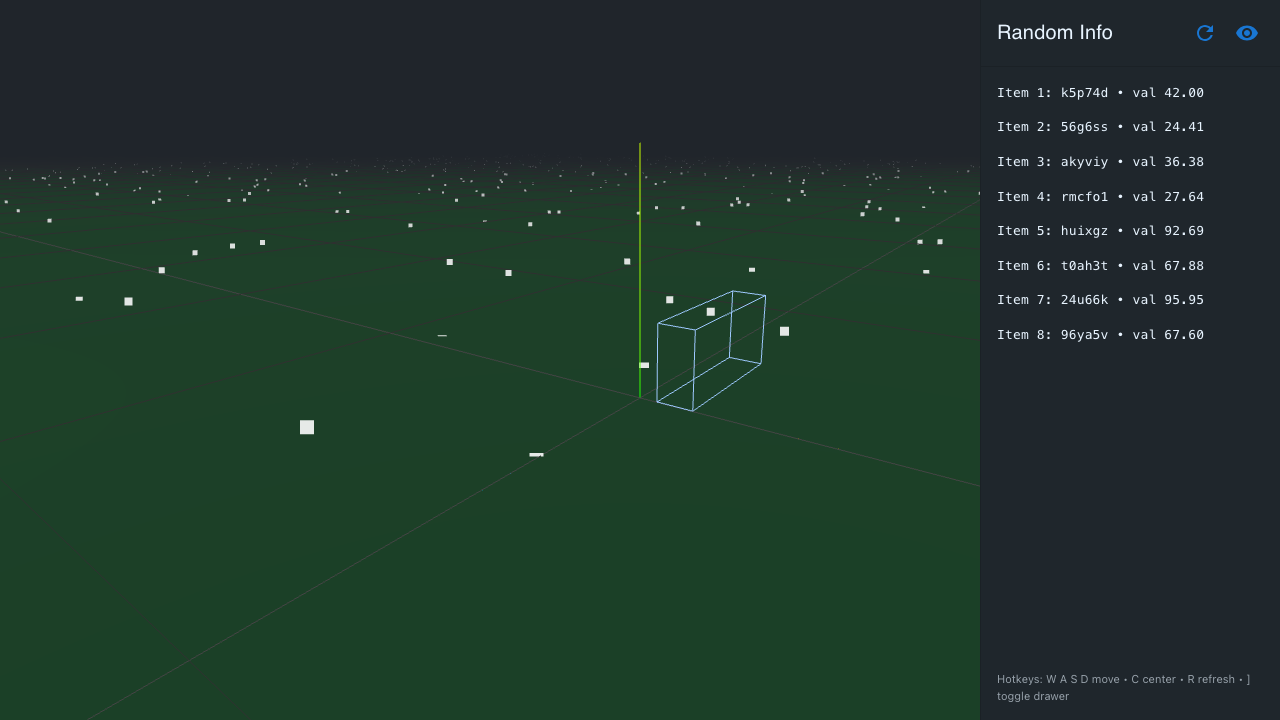 Random Info
Item 1: k5p74d • val 42.00
Item 2: 56g6ss • val 24.41
Item 3: akyviy • val 36.38
Item 4: rmcfo1 • val 27.64
Item 5: huixgz • val 92.69
Item 6: t0ah3t • val 67.88
Item 7: 24u66k • val 95.95
Item 8: 96ya5v • val 67.60
Hotkeys: W A S D move • C center • R refresh • ]
toggle drawer